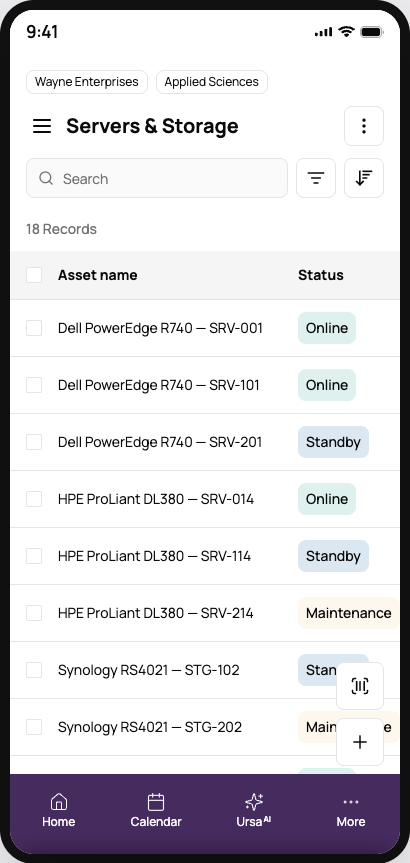 9:41
Wayne Enterprises Applied Sciences
Servers & Storage
Search
18 Records
Asset name Status
Dell PowerEdge R740 — SRV-001 Online
Dell PowerEdge R740 — SRV-101 Online
Dell PowerEdge R740 — SRV-201 Standby
HPE ProLiant DL380 — SRV-014 Online
HPE ProLiant DL380 — SRV-114 Standby
HPE ProLiant DL380 — SRV-214 Maintenance
Synology RS4021 — STG-102
Synology RS4021 — STG-202
Home Calendar Ursa AI More